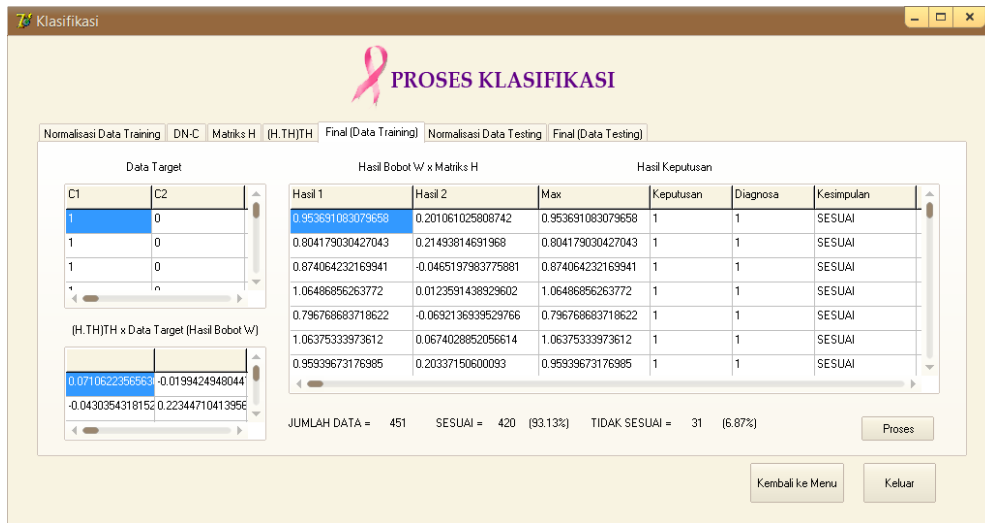 Klasifikasi
PROSES KLASIFIKASI
Normalisasi Data Training DN-C Matriks H (H.TH)TH Final (Data Training) Normalisasi Data Testing Final (Data Testing)
Data Target
C1 C2
1 0
1 0
1 0
1 0
(H.TH)TH x Data Target (Hasil Bobot W)
-0.0430354318152 0.22344710413956
Hasil Bobot W x Matriks H Hasil Keputusan
Hasil 1 Hasil 2 Max Keputusan Diagnosa Kesimpulan
0.953691083079658 0.201061025808742 0.953691083079658 1 1 SESUAI
0.804179030427043 0.21493814691968 0.804179030427043 1 1 SESUAI
0.874064232169941 -0.0465197983775881 0.874064232169941 1 1 SESUAI
1.06486856263772 0.0123591438929602 1.06486856263772 1 1 SESUAI
0.796768683718622 -0.0692136939529766 0.796768683718622 1 1 SESUAI
1.06375333973612 0.0674028852056614 1.06375333973612 1 1 SESUAI
0.95939673176985 0.20337150600093 0.95939673176985 1 1 SESUAI
JUMLAH DATA = 451 SESUAI = 420 (93.13%) TIDAK SESUAI = 31 (6.87%)
Proses
Kembali ke Menu Keluar